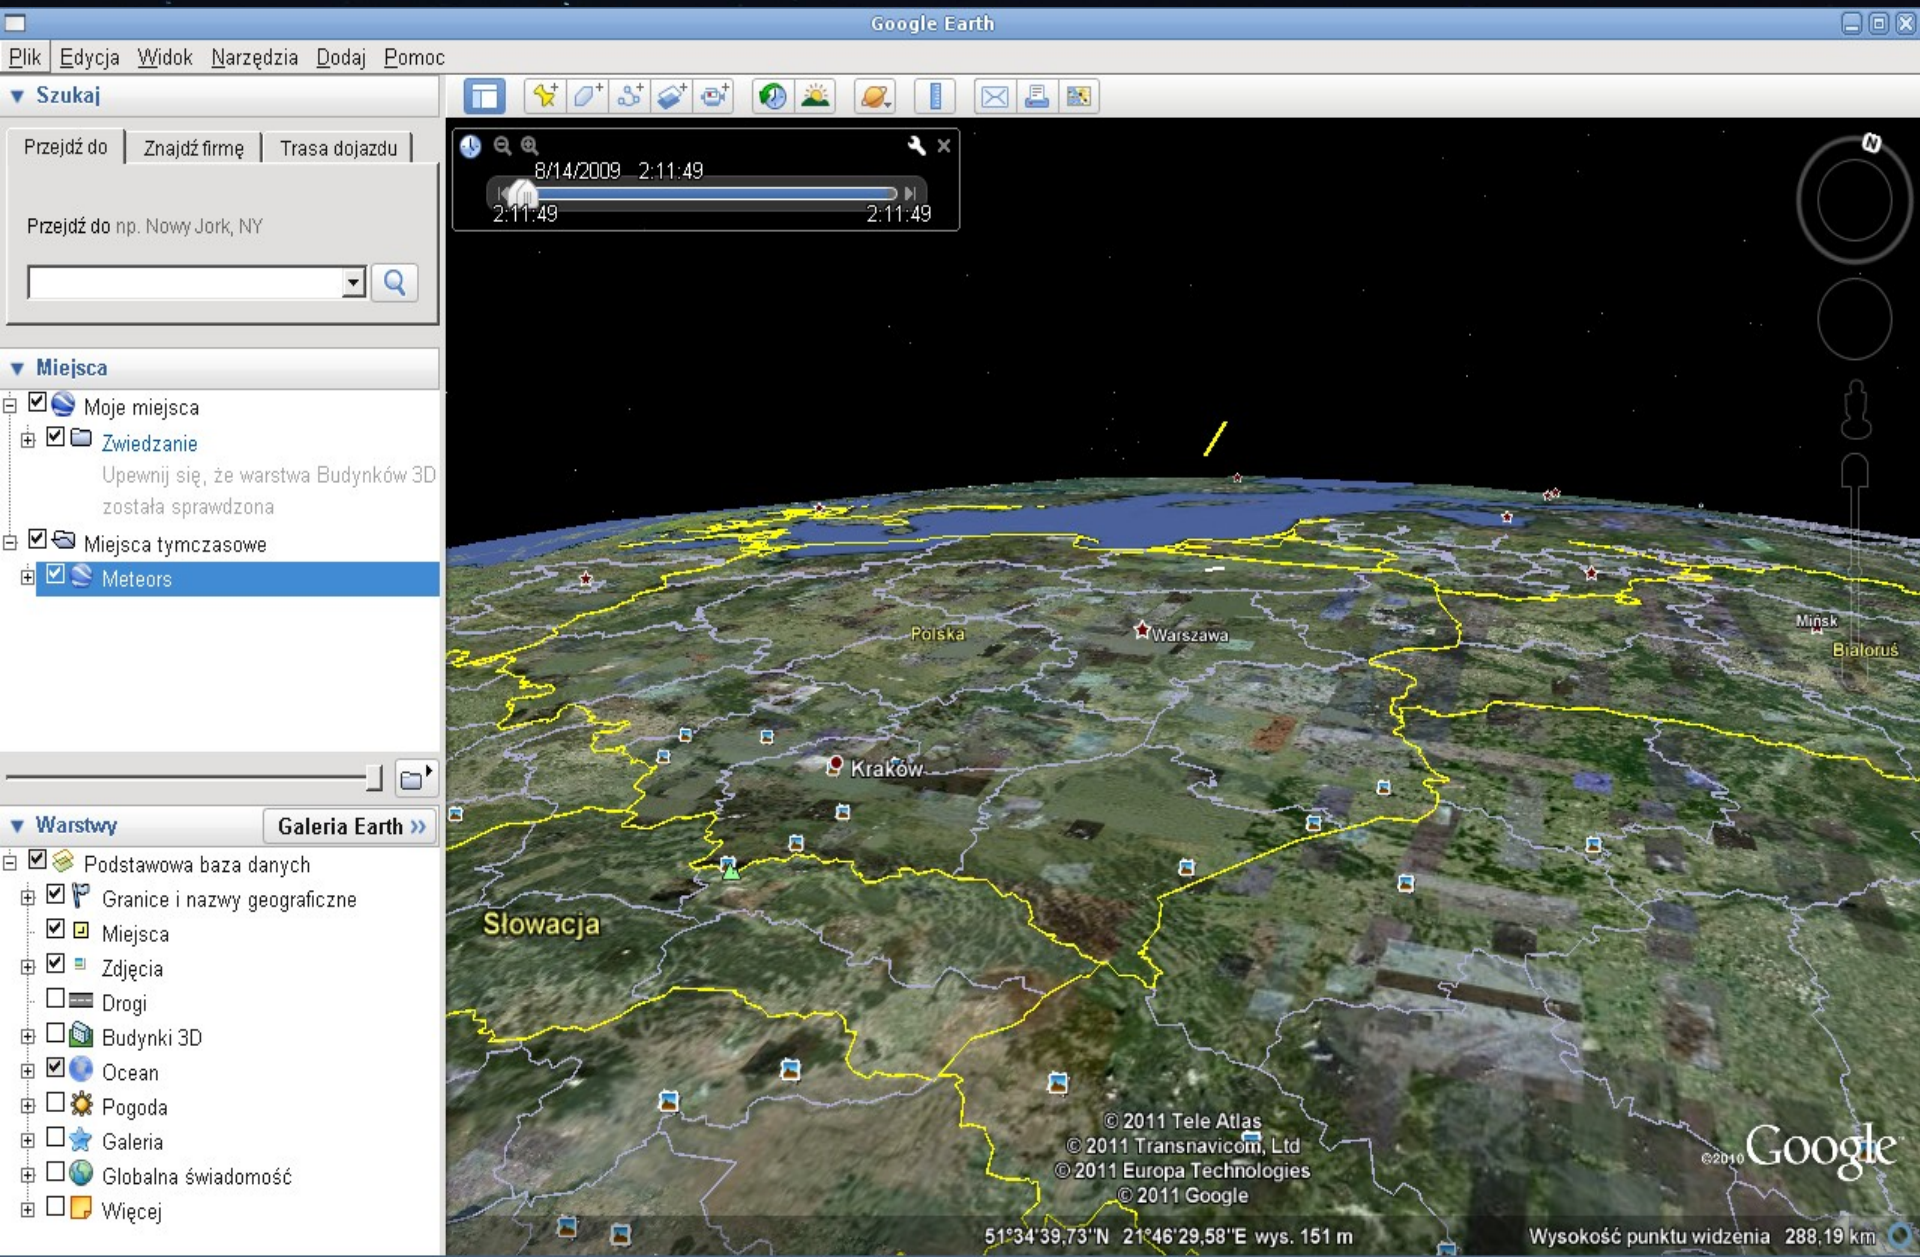 Google Earth
Plik Edycja Widok Narzędzia Dodaj Pomoc
Szukaj
Przejdź do Znajdź firmę Trasa dojazdu
Przejdź do np. Nowy Jork, NY
Miejsca
Moje miejsca
Zwiedzanie
Upewnij się, że warstwa Budynków 3D
została sprawdzona
Miejsca tymczasowe
Meteors
Warstwy Galeria Earth »
Podstawowa baza danych
Granice i nazwy geograficzne
Miejsca
Zdjęcia
Drogi
Budynki 3D
Ocean
Pogoda
Galeria
Globalna świadomość
Więcej
8/14/2009 2:11:49
2:11:49 2:11:49
N
Polska
Warszawa
Mińsk
Białoruś
Kraków
Słowacja
© 2011 Tele Atlas
© 2011 Transnavicom, Ltd
© 2011 Europa Technologies
© 2011 Google
©2010 Google
51°34'39,73"N 21°46'29,58"E wys. 151 m
Wysokość punktu widzenia 288,19 km